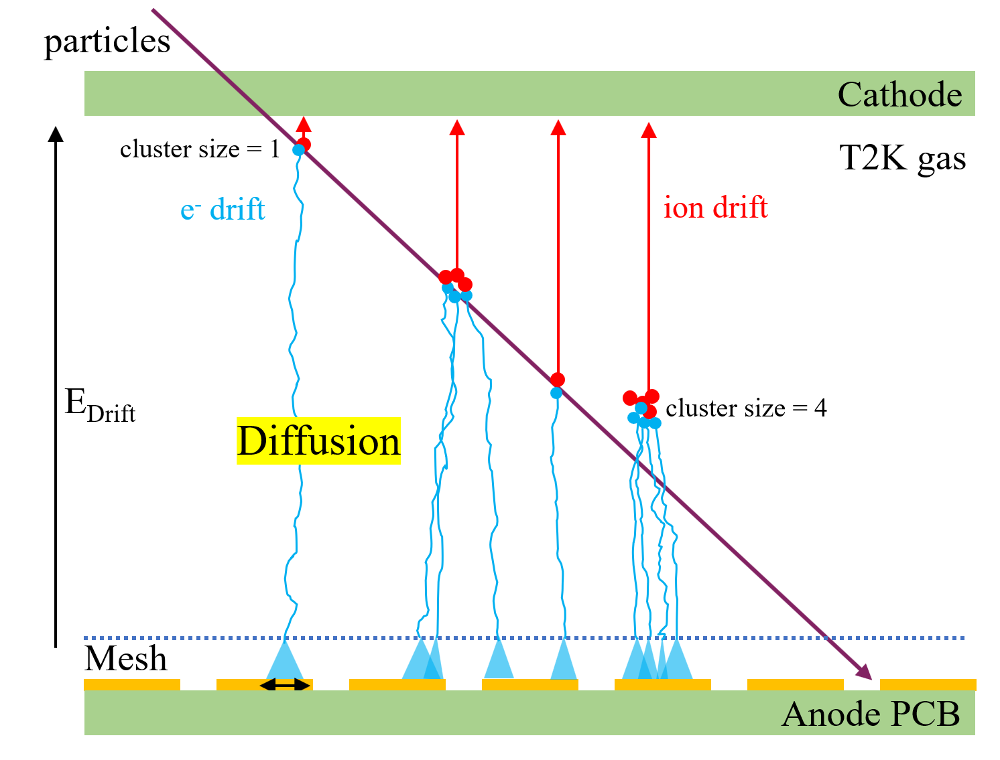 particles
Cathode
cluster size = 1
T2K gas
e- drift
ion drift
EDrift
cluster size = 4
Diffusion
Mesh
Anode PCB